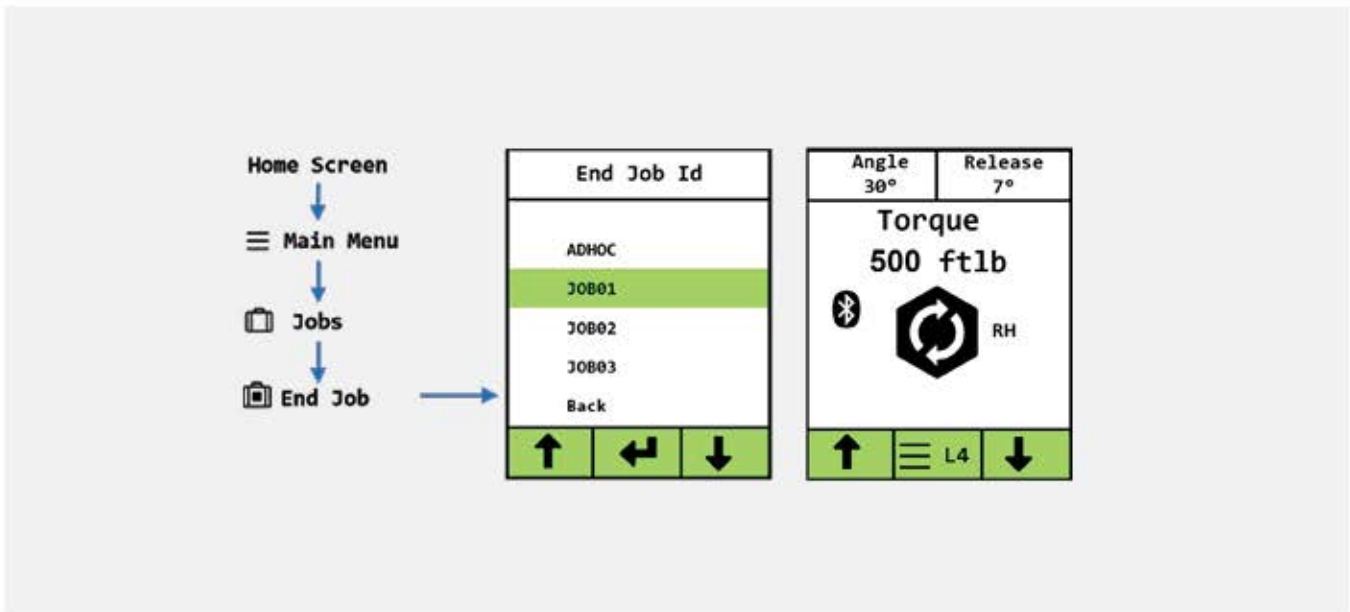 Home Screen
Main Menu
Jobs
End Job
End Job Id
ADHOC
JOB01
JOB02
JOB03
Back
Angle
30°
Release
7°
Torque
500 ftlb
RH
L4